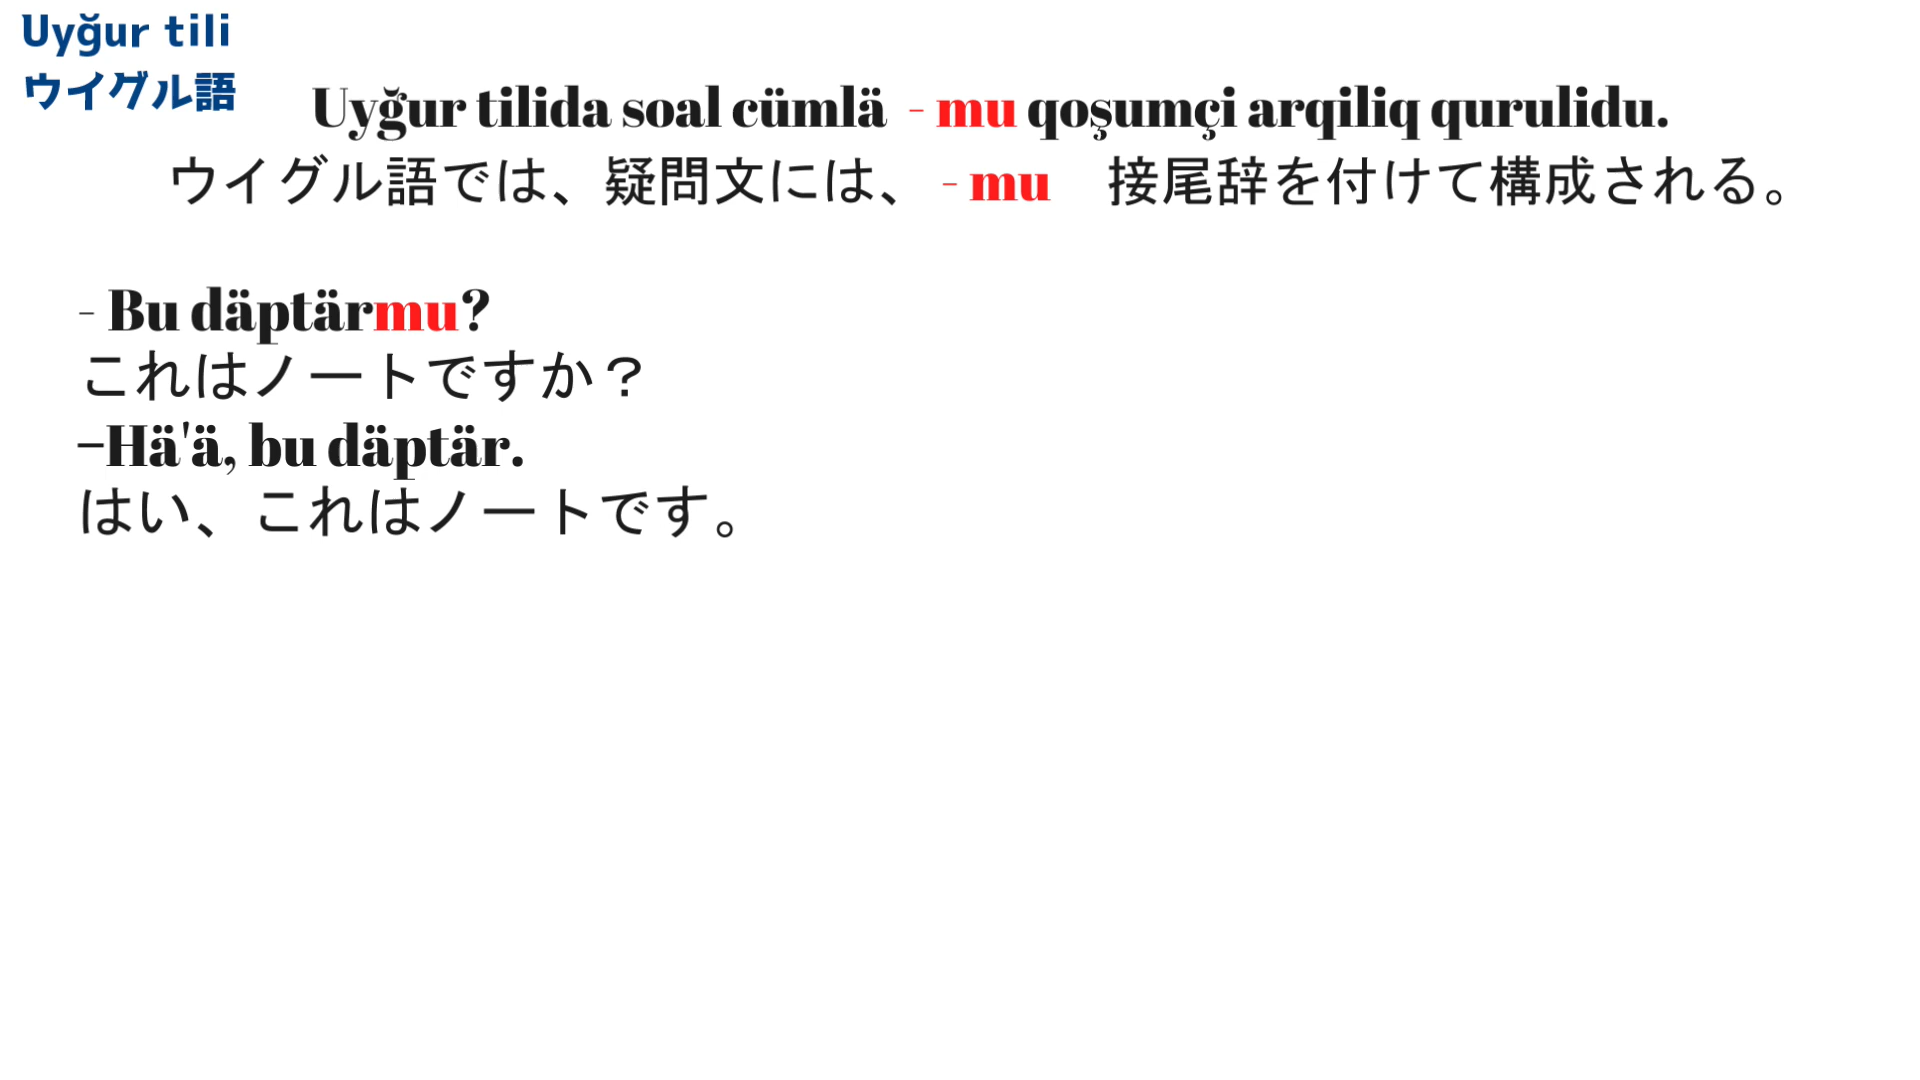 Uyğur tili
ウイグル語
Uyğur tilida soal cümlä - mu qoşumçi arqiliq qurulidu.
ウイグル語では、疑問文には、 - mu　接尾辞を付けて構成される。
- Bu däptärmu?
これはノートですか？
–Hä'ä, bu däptär.
はい、これはノートです。